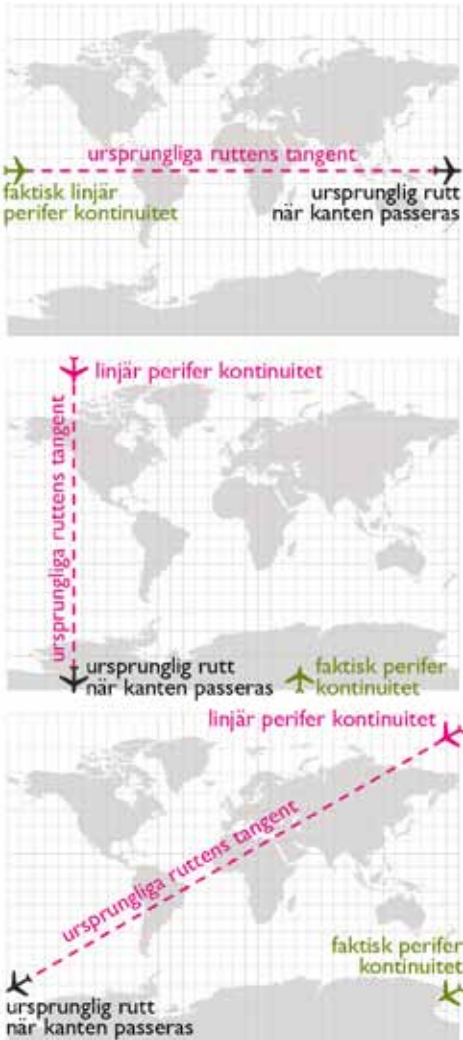 ursprungliga ruttens tangent
faktisk linjär
perifer kontinuitet
ursprunglig rutt
när kanten passeras
linjär perifer kontinuitet
ursprungliga ruttens tangent
ursprunglig rutt
när kanten passeras
faktisk perifer
kontinuitet
linjär perifer kontinuitet
ursprungliga ruttens tangent
faktisk perifer
kontinuitet
ursprunglig rutt
när kanten passeras